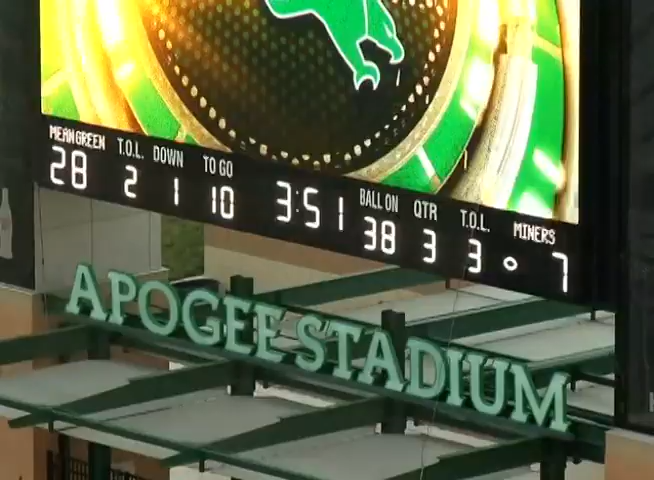 MEAN GREEN T.O.L. DOWN TO GO BALL ON QTR T.O.L. MINERS
28 2 1 10 3:51 38 3 3 7
APOGEE STADIUM